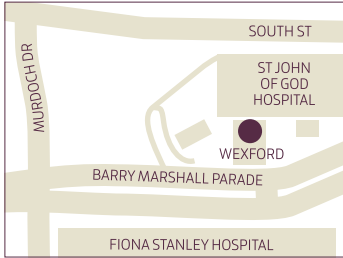 SOUTH ST
MURDOCH DR
ST JOHN
OF GOD
HOSPITAL
WEXFORD
BARRY MARSHALL PARADE
FIONA STANLEY HOSPITAL